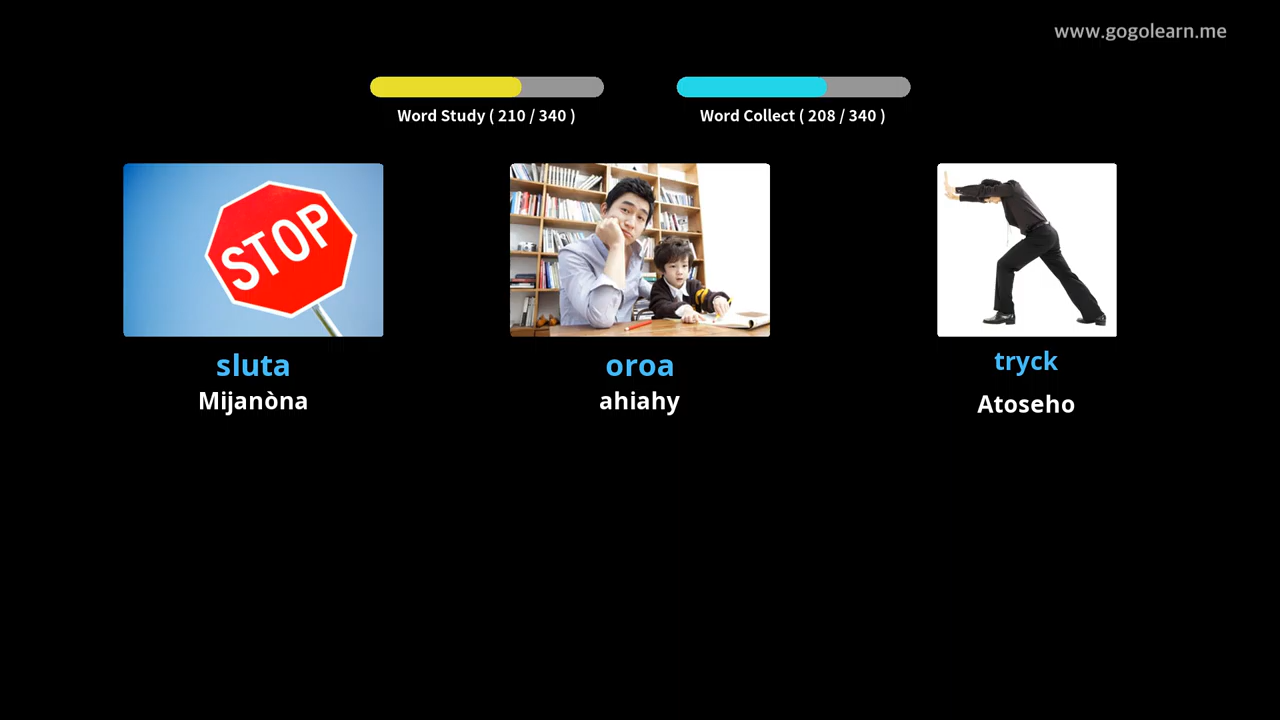 www.gogolearn.me
Word Study ( 210 / 340 )
Word Collect ( 208 / 340 )
STOP
sluta
oroa
tryck
Mijanòna
ahiahy
Atoseho